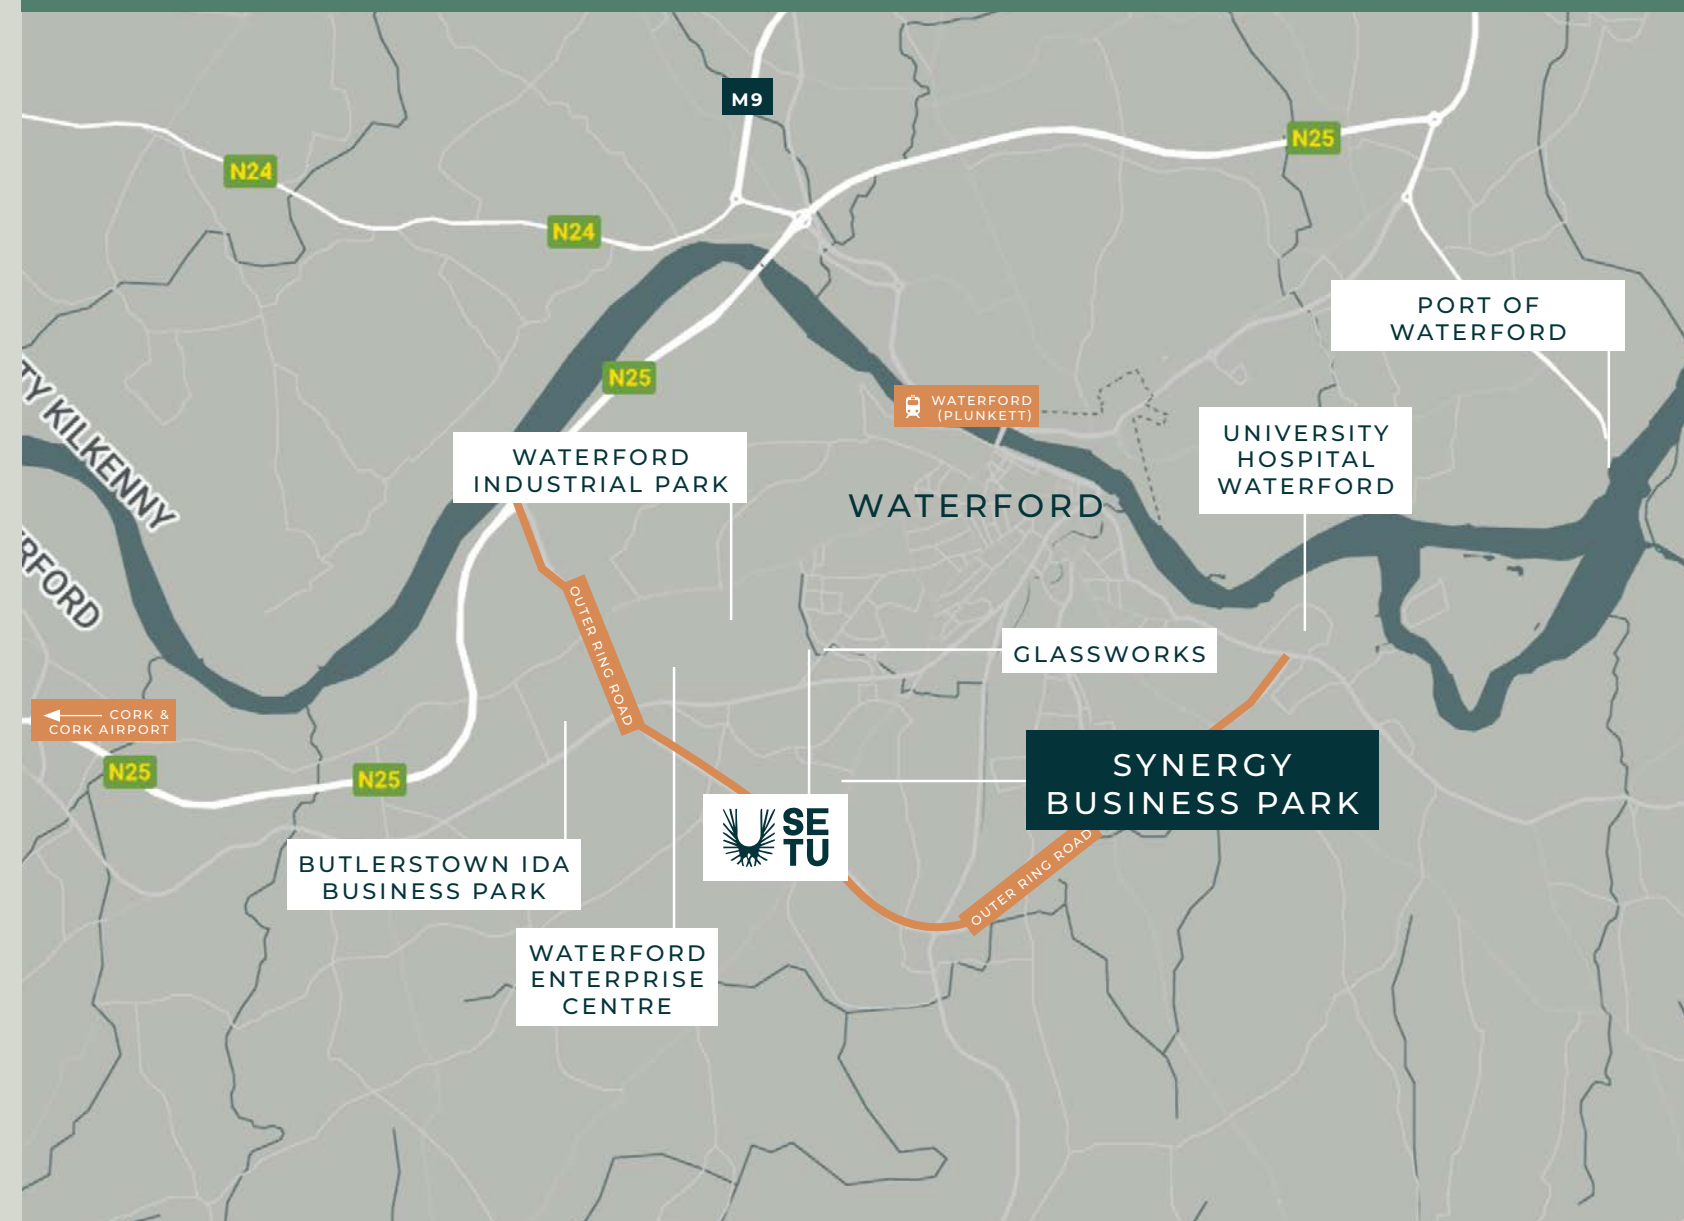 M9
N25
N24
N24
PORT OF
WATERFORD
N25
WATERFORD
(PLUNKETT)
UNIVERSITY
HOSPITAL
WATERFORD
TY KILKENNY
WATERFORD
INDUSTRIAL PARK
WATERFORD
RFORD
OUTER RING ROAD
GLASSWORKS
CORK &
CORK AIRPORT
N25
N25
SYNERGY
BUSINESS PARK
SE
TU
OUTER RING ROAD
BUTLERSTOWN IDA
BUSINESS PARK
WATERFORD
ENTERPRISE
CENTRE